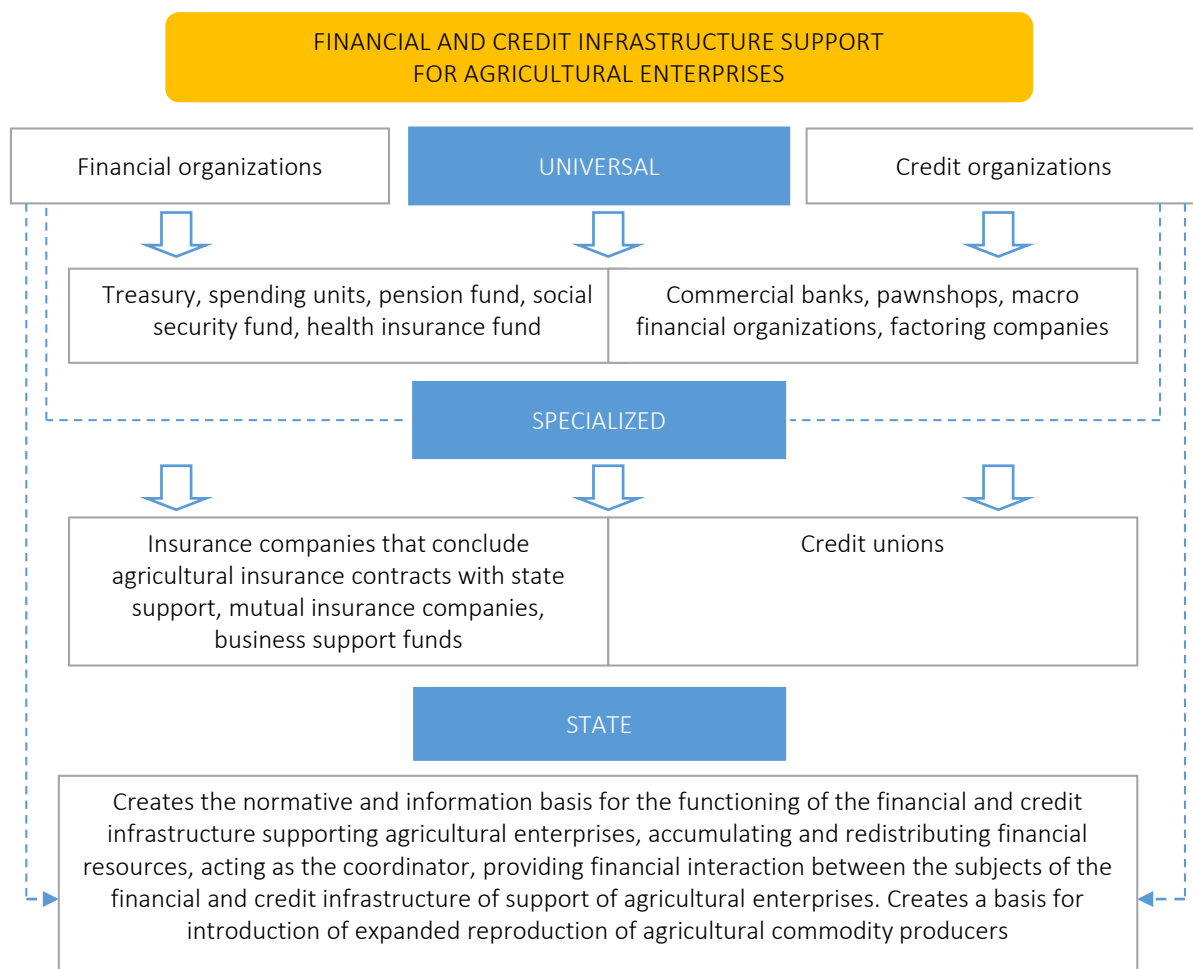 FINANCIAL AND CREDIT INFRASTRUCTURE SUPPORT
FOR AGRICULTURAL ENTERPRISES
Financial organizations
UNIVERSAL
Credit organizations
Treasury, spending units, pension fund, social
security fund, health insurance fund
Commercial banks, pawnshops, macro
financial organizations, factoring companies
SPECIALIZED
Insurance companies that conclude
agricultural insurance contracts with state
support, mutual insurance companies,
business support funds
Credit unions
STATE
Creates the normative and information basis for the functioning of the financial and credit
infrastructure supporting agricultural enterprises, accumulating and redistributing financial
resources, acting as the coordinator, providing financial interaction between the subjects of the
financial and credit infrastructure of support of agricultural enterprises. Creates a basis for
introduction of expanded reproduction of agricultural commodity producers